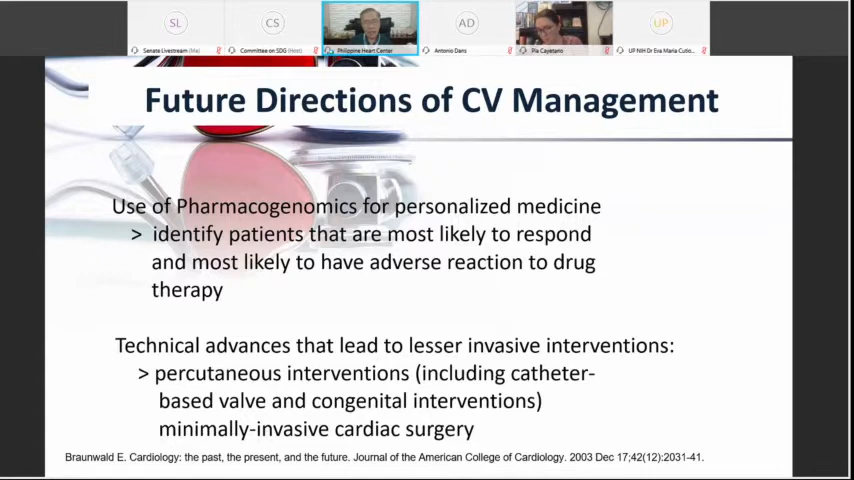 SL
CS
AD
UP
Senate Livestream (Me)
Committee on SDG (Host)
Philippine Heart Center
Antonio Dans
Pia Cayetano
UP NIH Dr Eva Maria Cutio...
Future Directions of CV Management
Use of Pharmacogenomics for personalized medicine
> identify patients that are most likely to respond
and most likely to have adverse reaction to drug
therapy
Technical advances that lead to lesser invasive interventions:
> percutaneous interventions (including catheter-
based valve and congenital interventions)
minimally-invasive cardiac surgery
Braunwald E. Cardiology: the past, the present, and the future. Journal of the American College of Cardiology. 2003 Dec 17;42(12):2031-41.